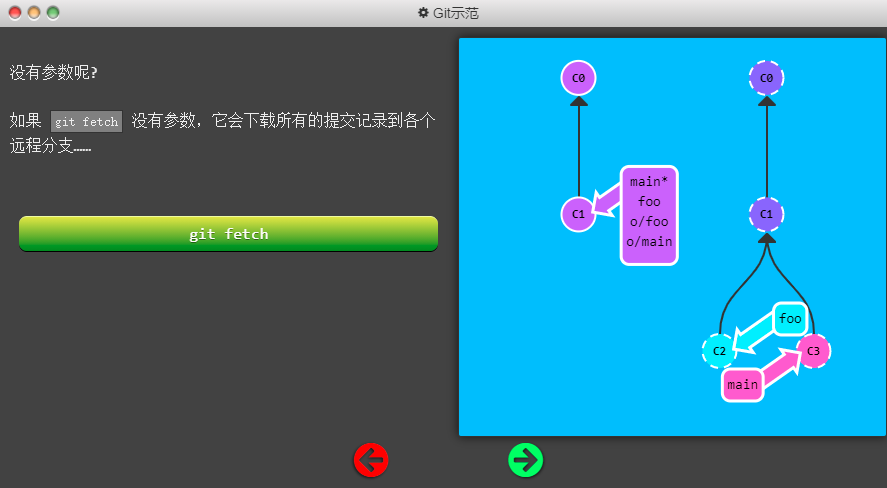 Git示范
没有参数呢?
如果 git fetch 没有参数，它会下载所有的提交记录到各个
远程分支……
git fetch
C0
C0
C1
main*
foo
o/foo
o/main
C1
foo
C2
C3
main